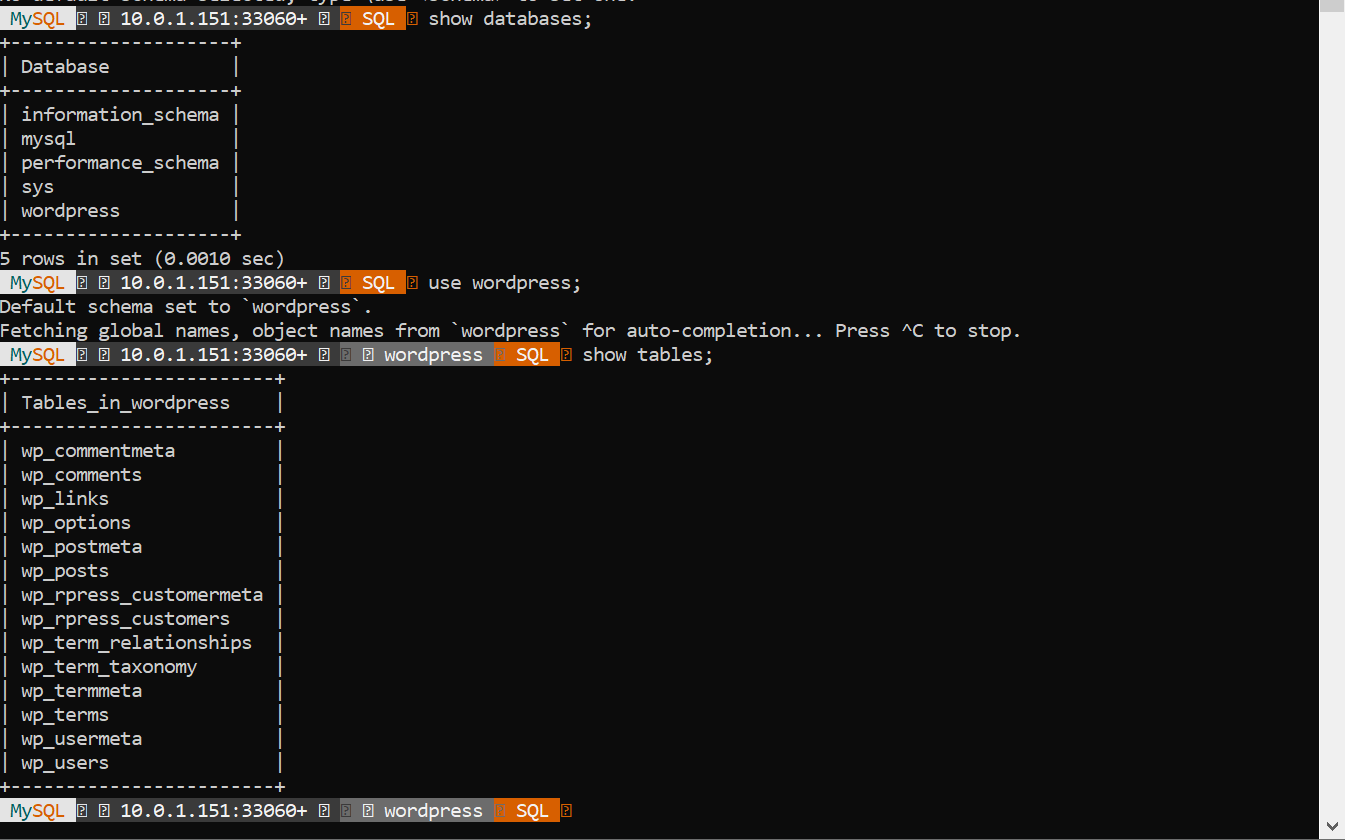 MySQL 10.0.1.151:33060+ SQL show databases;
+--------------------+
| Database           |
+--------------------+
| information_schema |
| mysql              |
| performance_schema |
| sys                |
| wordpress          |
+--------------------+
5 rows in set (0.0010 sec)
MySQL 10.0.1.151:33060+ SQL use wordpress;
Default schema set to `wordpress`.
Fetching global names, object names from `wordpress` for auto-completion... Press ^C to stop.
MySQL 10.0.1.151:33060+ wordpress SQL show tables;
+------------------------+
| Tables_in_wordpress    |
+------------------------+
| wp_commentmeta         |
| wp_comments            |
| wp_links               |
| wp_options             |
| wp_postmeta            |
| wp_posts               |
| wp_rpress_customermeta |
| wp_rpress_customers    |
| wp_term_relationships  |
| wp_term_taxonomy       |
| wp_termmeta            |
| wp_terms               |
| wp_usermeta            |
| wp_users               |
+------------------------+
MySQL 10.0.1.151:33060+ wordpress SQL